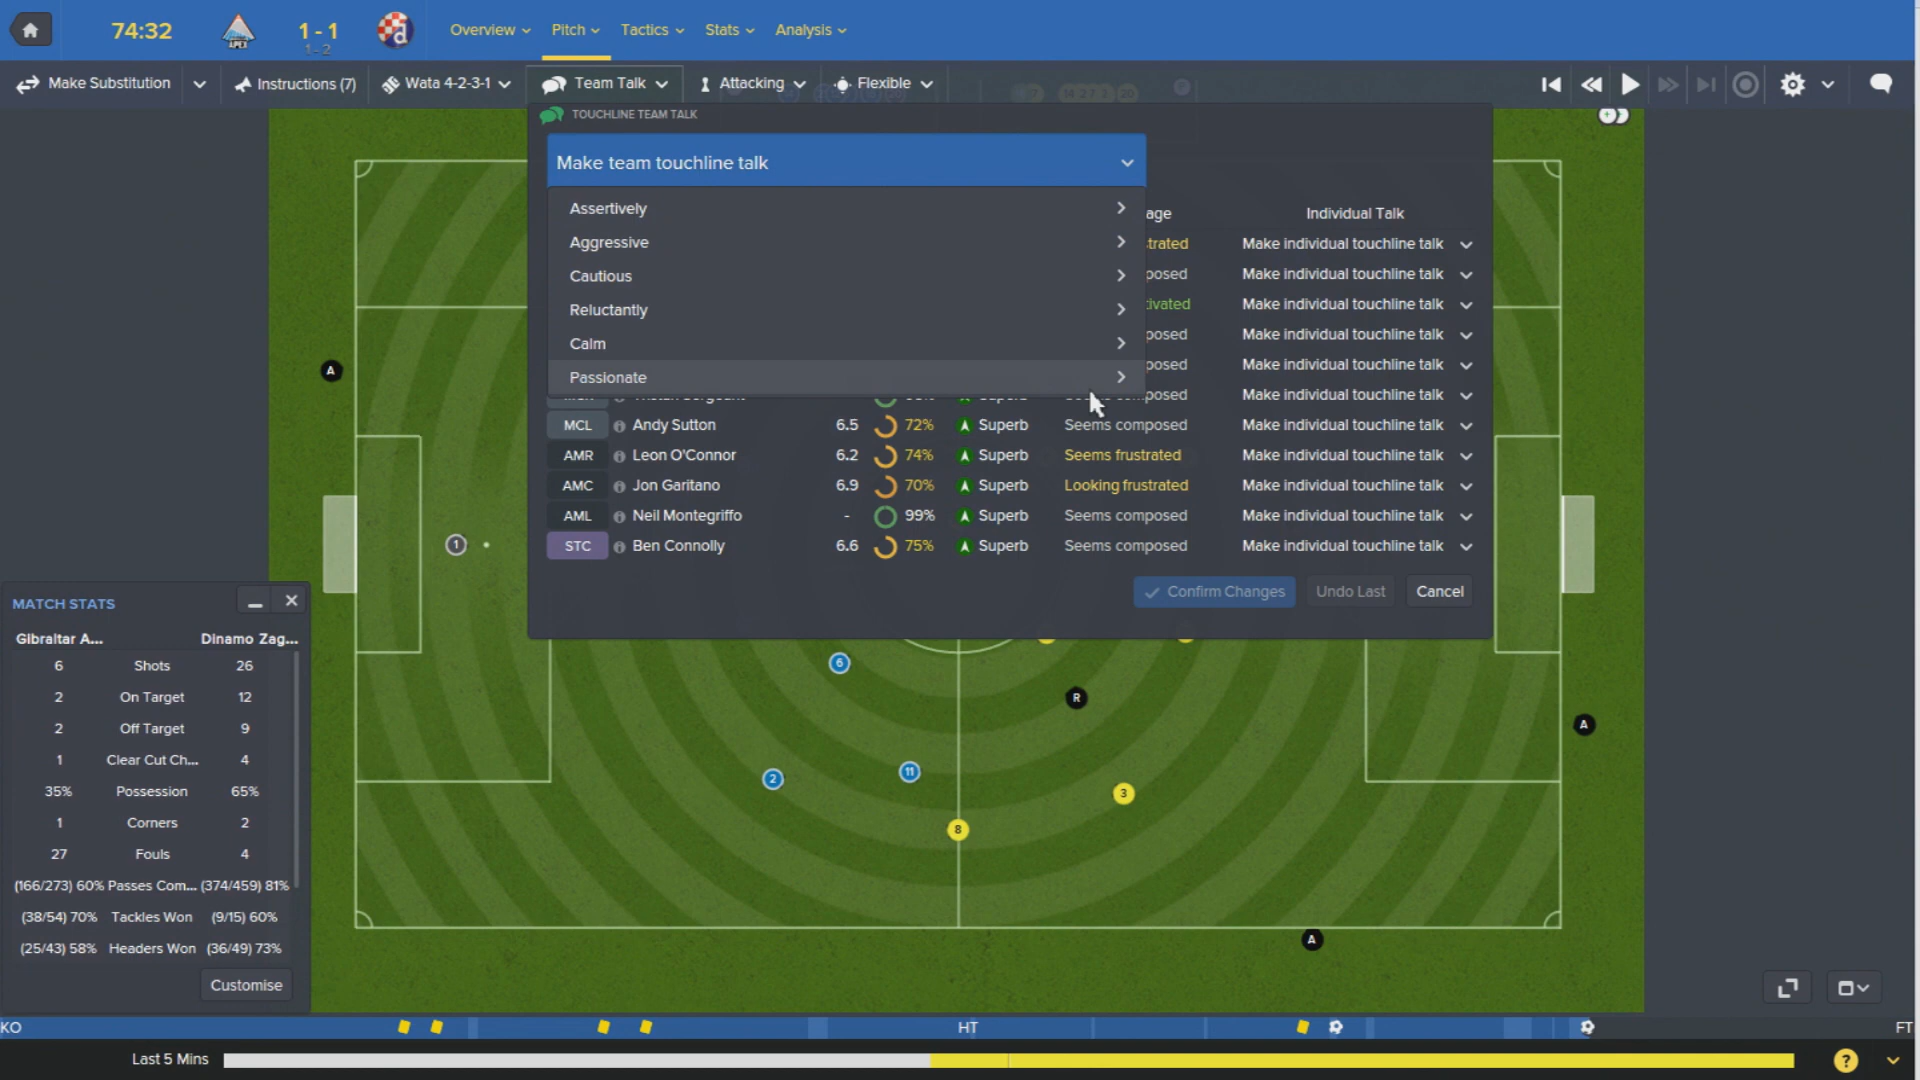 74:32
APEX
1 - 1
1 - 2
Overview
Pitch
Tactics
Stats
Analysis
Make Substitution
Instructions (7)
Wata 4-2-3-1
Team Talk
Attacking
Flexible
TOUCHLINE TEAM TALK
Make team touchline talk
Assertively
Aggressive
Cautious
Reluctantly
Calm
Passionate
Individual Talk
Make individual touchline talk
Make individual touchline talk
Make individual touchline talk
Make individual touchline talk
Make individual touchline talk
Make individual touchline talk
MCL Andy Sutton 6.5 72% Superb Seems composed Make individual touchline talk
AMR Leon O'Connor 6.2 74% Superb Seems frustrated Make individual touchline talk
AMC Jon Garitano 6.9 70% Superb Looking frustrated Make individual touchline talk
AML Neil Montegriffo - 99% Superb Seems composed Make individual touchline talk
STC Ben Connolly 6.6 75% Superb Seems composed Make individual touchline talk
Confirm Changes
Undo Last
Cancel
A
1
6
R
A
2
11
3
8
A
MATCH STATS
Gibraltar A... Dinamo Zag...
6 Shots 26
2 On Target 12
2 Off Target 9
1 Clear Cut Ch... 4
35% Possession 65%
1 Corners 2
27 Fouls 4
(166/273) 60% Passes Com... (374/459) 81%
(38/54) 70% Tackles Won (9/15) 60%
(25/43) 58% Headers Won (36/49) 73%
Customise
KO
HT
FT
Last 5 Mins
?